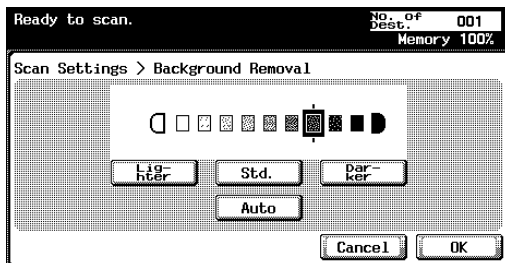 Ready to scan.
No. of
Dest.
001
Memory 100%
Scan Settings > Background Removal
Lig-
hter
Std.
Dar-
ker
Auto
Cancel
OK